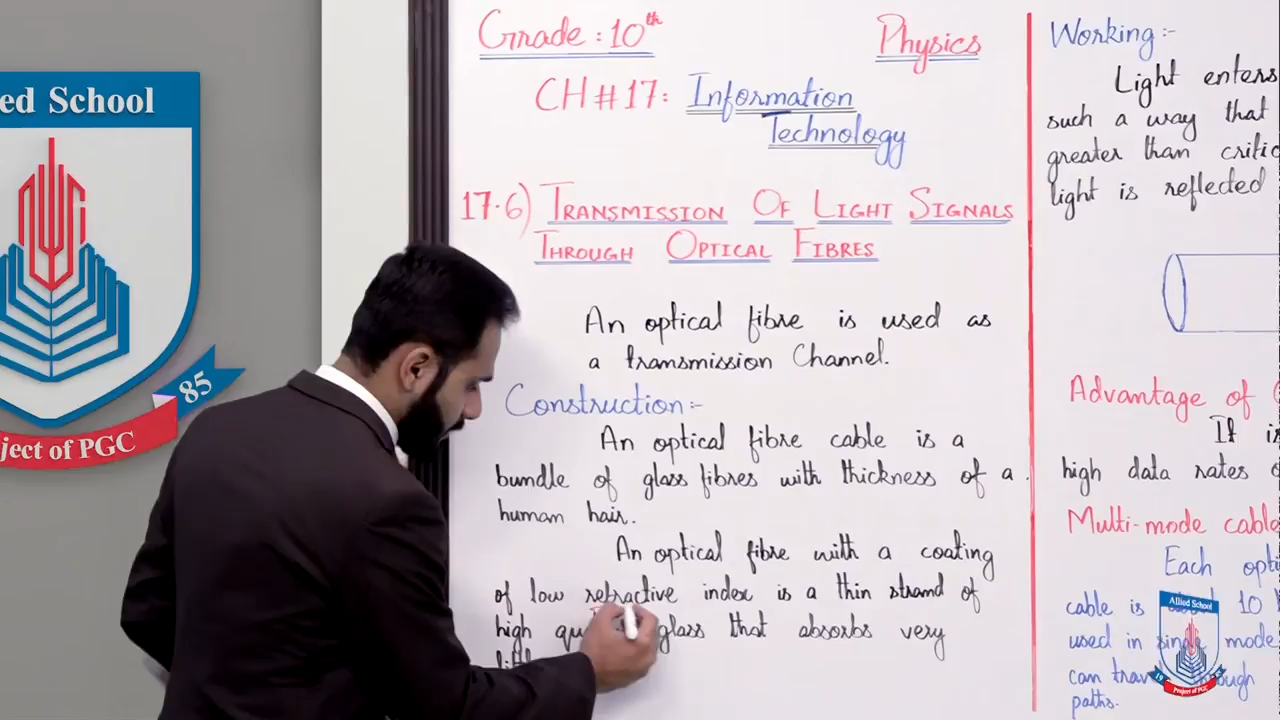 ed School
85
ject of PGC
Grade: 10th
Physics
CH#17: Information
Technology
17.6) TRANSMISSION OF LIGHT SIGNALS
THROUGH OPTICAL FIBRES
An optical fibre is used as
a transmission Channel.
Construction:-
An optical fibre cable is a
bundle of glass fibres with thickness of a
human hair.
An optical fibre with a coating
of low refractive index is a thin strand of
high glass that absorbs very
Working:-
Light enters
such a way that
greater than critic
light is reflected
Advantage of
It is
high data rates
Multi-mode cable
Each opti
cable is 10
used in single mode
can trav through
paths.
Allied School
Project of PGC